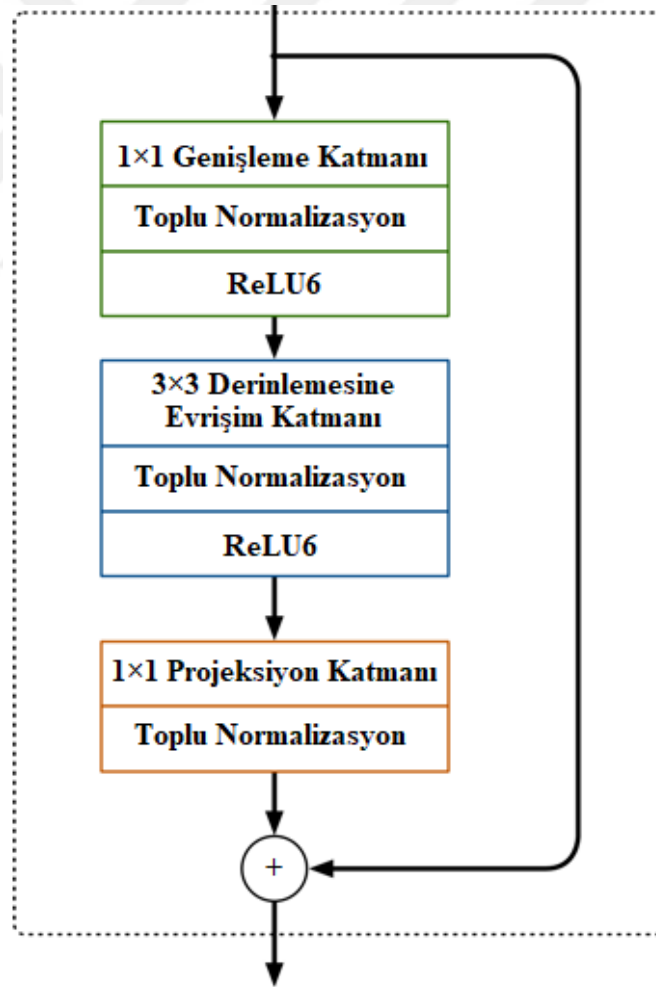 1×1 Genişleme Katmanı
Toplu Normalizasyon
ReLU6
3×3 Derinlemesine
Evrişim Katmanı
Toplu Normalizasyon
ReLU6
1×1 Projeksiyon Katmanı
Toplu Normalizasyon
+